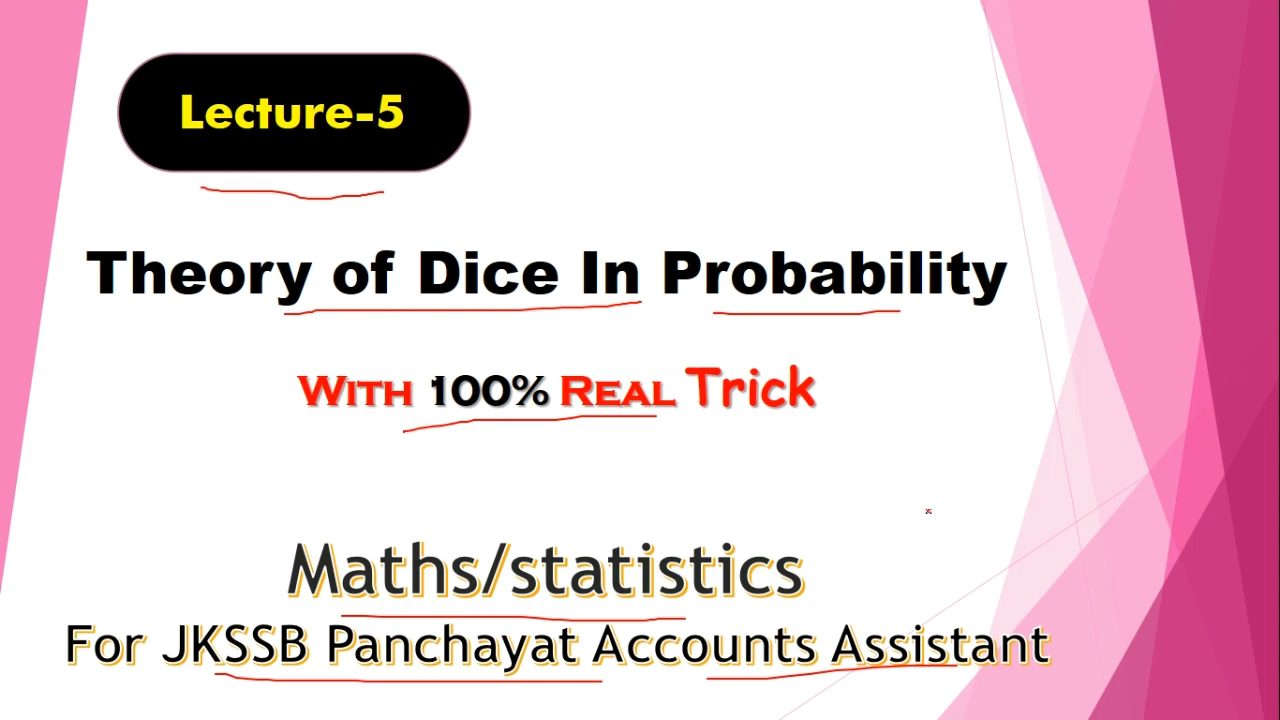 Lecture-5
Theory of Dice In Probability
With 100% Real Trick
Maths/statistics
For JKSSB Panchayat Accounts Assistant